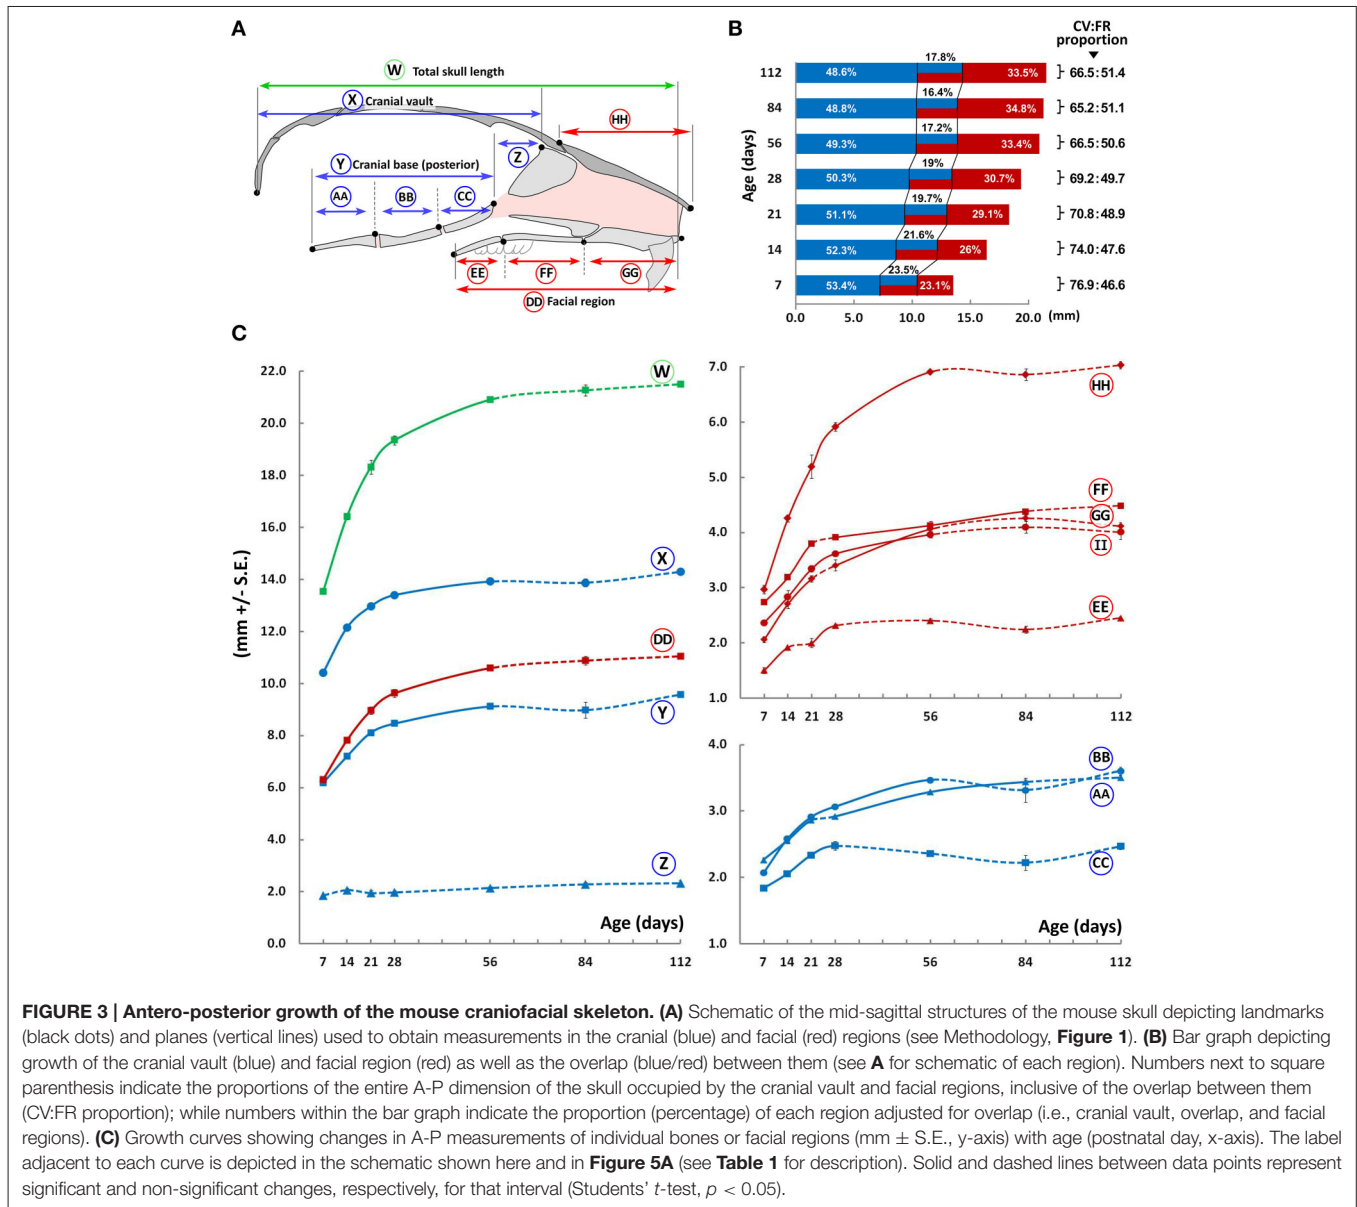 A
W Total skull length
X Cranial vault
HH
Z
Y Cranial base (posterior)
AA BB CC
EE FF GG
DD Facial region
B
CV:FR
proportion
Age (days)
112 48.6% 17.8% 33.5% 66.5:51.4
84 48.8% 16.4% 34.8% 65.2:51.1
56 49.3% 17.2% 33.4% 66.5:50.6
28 50.3% 19% 30.7% 69.2:49.7
21 51.1% 19.7% 29.1% 70.8:48.9
14 52.3% 21.6% 26% 74.0:47.6
7 53.4% 23.5% 23.1% 76.9:46.6
0.0 5.0 10.0 15.0 20.0 (mm)
C
(mm +/- S.E.)
22.0
20.0
18.0
16.0
14.0
12.0
10.0
8.0
6.0
4.0
2.0
0.0
W
X
DD
Y
Z
Age (days)
7 14 21 28 56 84 112
7.0
6.0
5.0
4.0
3.0
2.0
1.0
HH
FF
GG
II
EE
7 14 21 28 56 84 112
4.0
3.0
2.0
1.0
BB
AA
CC
Age (days)
7 14 21 28 56 84 112
FIGURE 3 | Antero-posterior growth of the mouse craniofacial skeleton. (A) Schematic of the mid-sagittal structures of the mouse skull depicting landmarks
(black dots) and planes (vertical lines) used to obtain measurements in the cranial (blue) and facial (red) regions (see Methodology, Figure 1). (B) Bar graph depicting
growth of the cranial vault (blue) and facial region (red) as well as the overlap (blue/red) between them (see A for schematic of each region). Numbers next to square
parenthesis indicate the proportions of the entire A-P dimension of the skull occupied by the cranial vault and facial regions, inclusive of the overlap between them
(CV:FR proportion); while numbers within the bar graph indicate the proportion (percentage) of each region adjusted for overlap (i.e., cranial vault, overlap, and facial
regions). (C) Growth curves showing changes in A-P measurements of individual bones or facial regions (mm ± S.E., y-axis) with age (postnatal day, x-axis). The label
adjacent to each curve is depicted in the schematic shown here and in Figure 5A (see Table 1 for description). Solid and dashed lines between data points represent
significant and non-significant changes, respectively, for that interval (Students' t-test, p < 0.05).